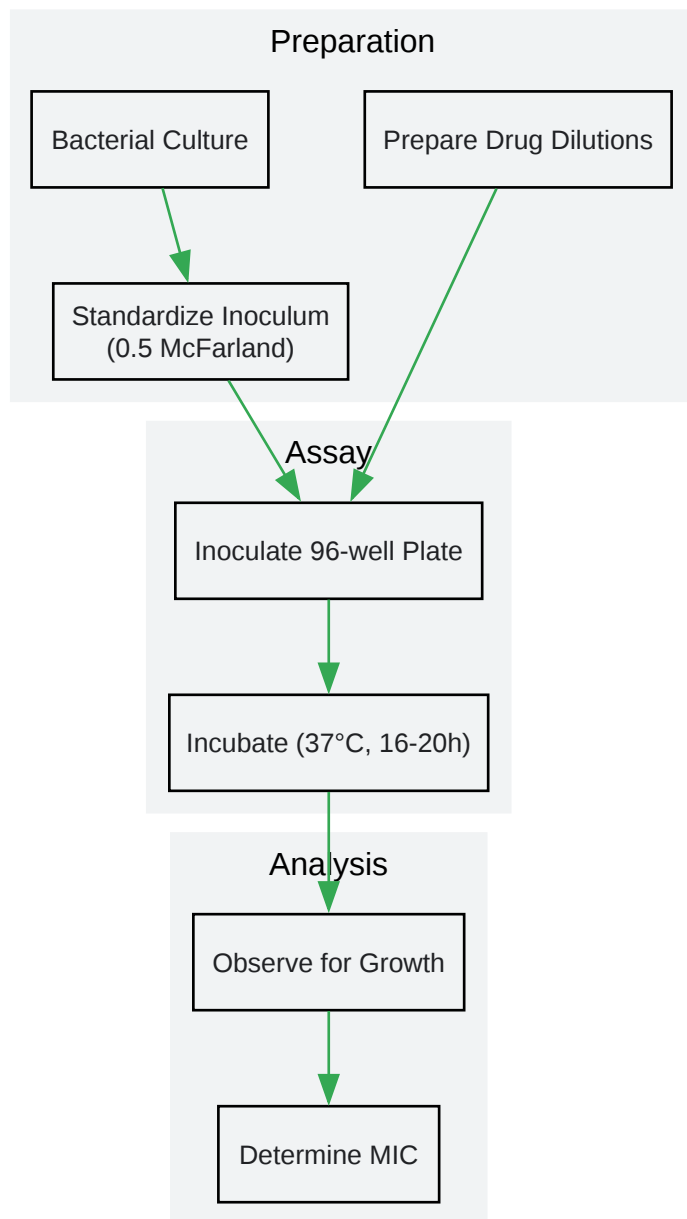 Preparation
Bacterial Culture
Prepare Drug Dilutions
Standardize Inoculum
(0.5 McFarland)
Assay
Inoculate 96-well Plate
Incubate (37°C, 16-20h)
Analysis
Observe for Growth
Determine MIC